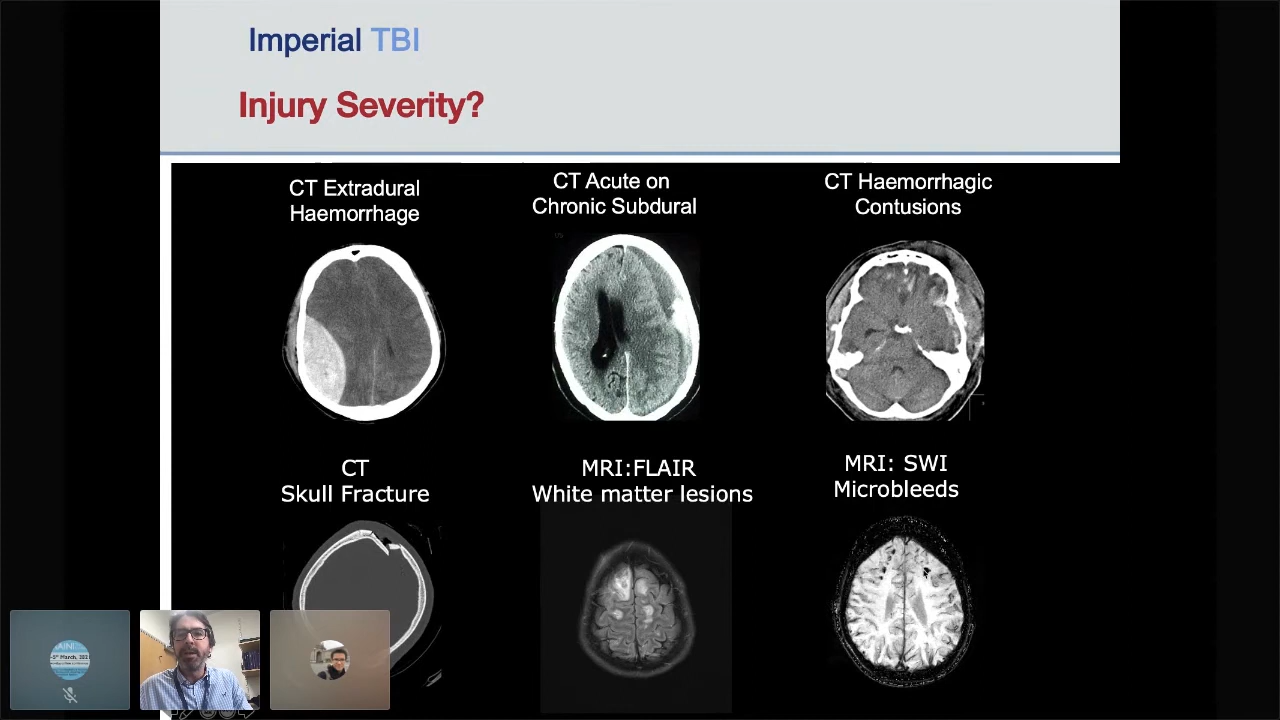 Imperial TBI
Injury Severity?
CT Extradural
Haemorrhage
CT Acute on
Chronic Subdural
CT Haemorrhagic
Contusions
CT
Skull Fracture
MRI:FLAIR
White matter lesions
MRI: SWI
Microbleeds